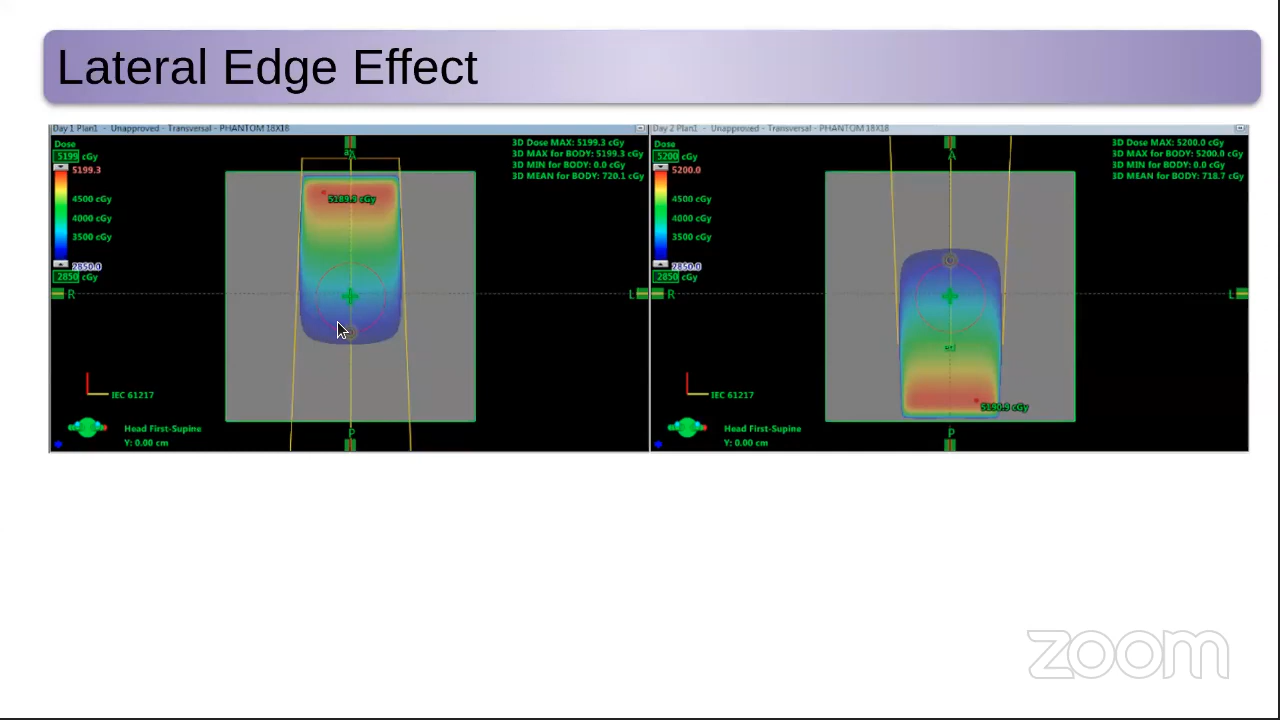 Lateral Edge Effect
Day 1 Plan1 - Unapproved - Transversal - PHANTOM 18X18
Dose
5199 cGy
5199.3
4500 cGy
4000 cGy
3500 cGy
2850.0
2850 cGy
3D Dose MAX: 5199.3 cGy
3D MAX for BODY: 5199.3 cGy
3D MIN for BODY: 0.0 cGy
3D MEAN for BODY: 720.1 cGy
A
5189.3 cGy
R
L
IEC 61217
Head First-Supine
Y: 0.00 cm
P
Day 2 Plan1 - Unapproved - Transversal - PHANTOM 18X18
Dose
5200 cGy
5200.0
4500 cGy
4000 cGy
3500 cGy
2850.0
2850 cGy
3D Dose MAX: 5200.0 cGy
3D MAX for BODY: 5200.0 cGy
3D MIN for BODY: 0.0 cGy
3D MEAN for BODY: 718.7 cGy
A
R
L
5190.3 cGy
IEC 61217
Head First-Supine
Y: 0.00 cm
P
zoom